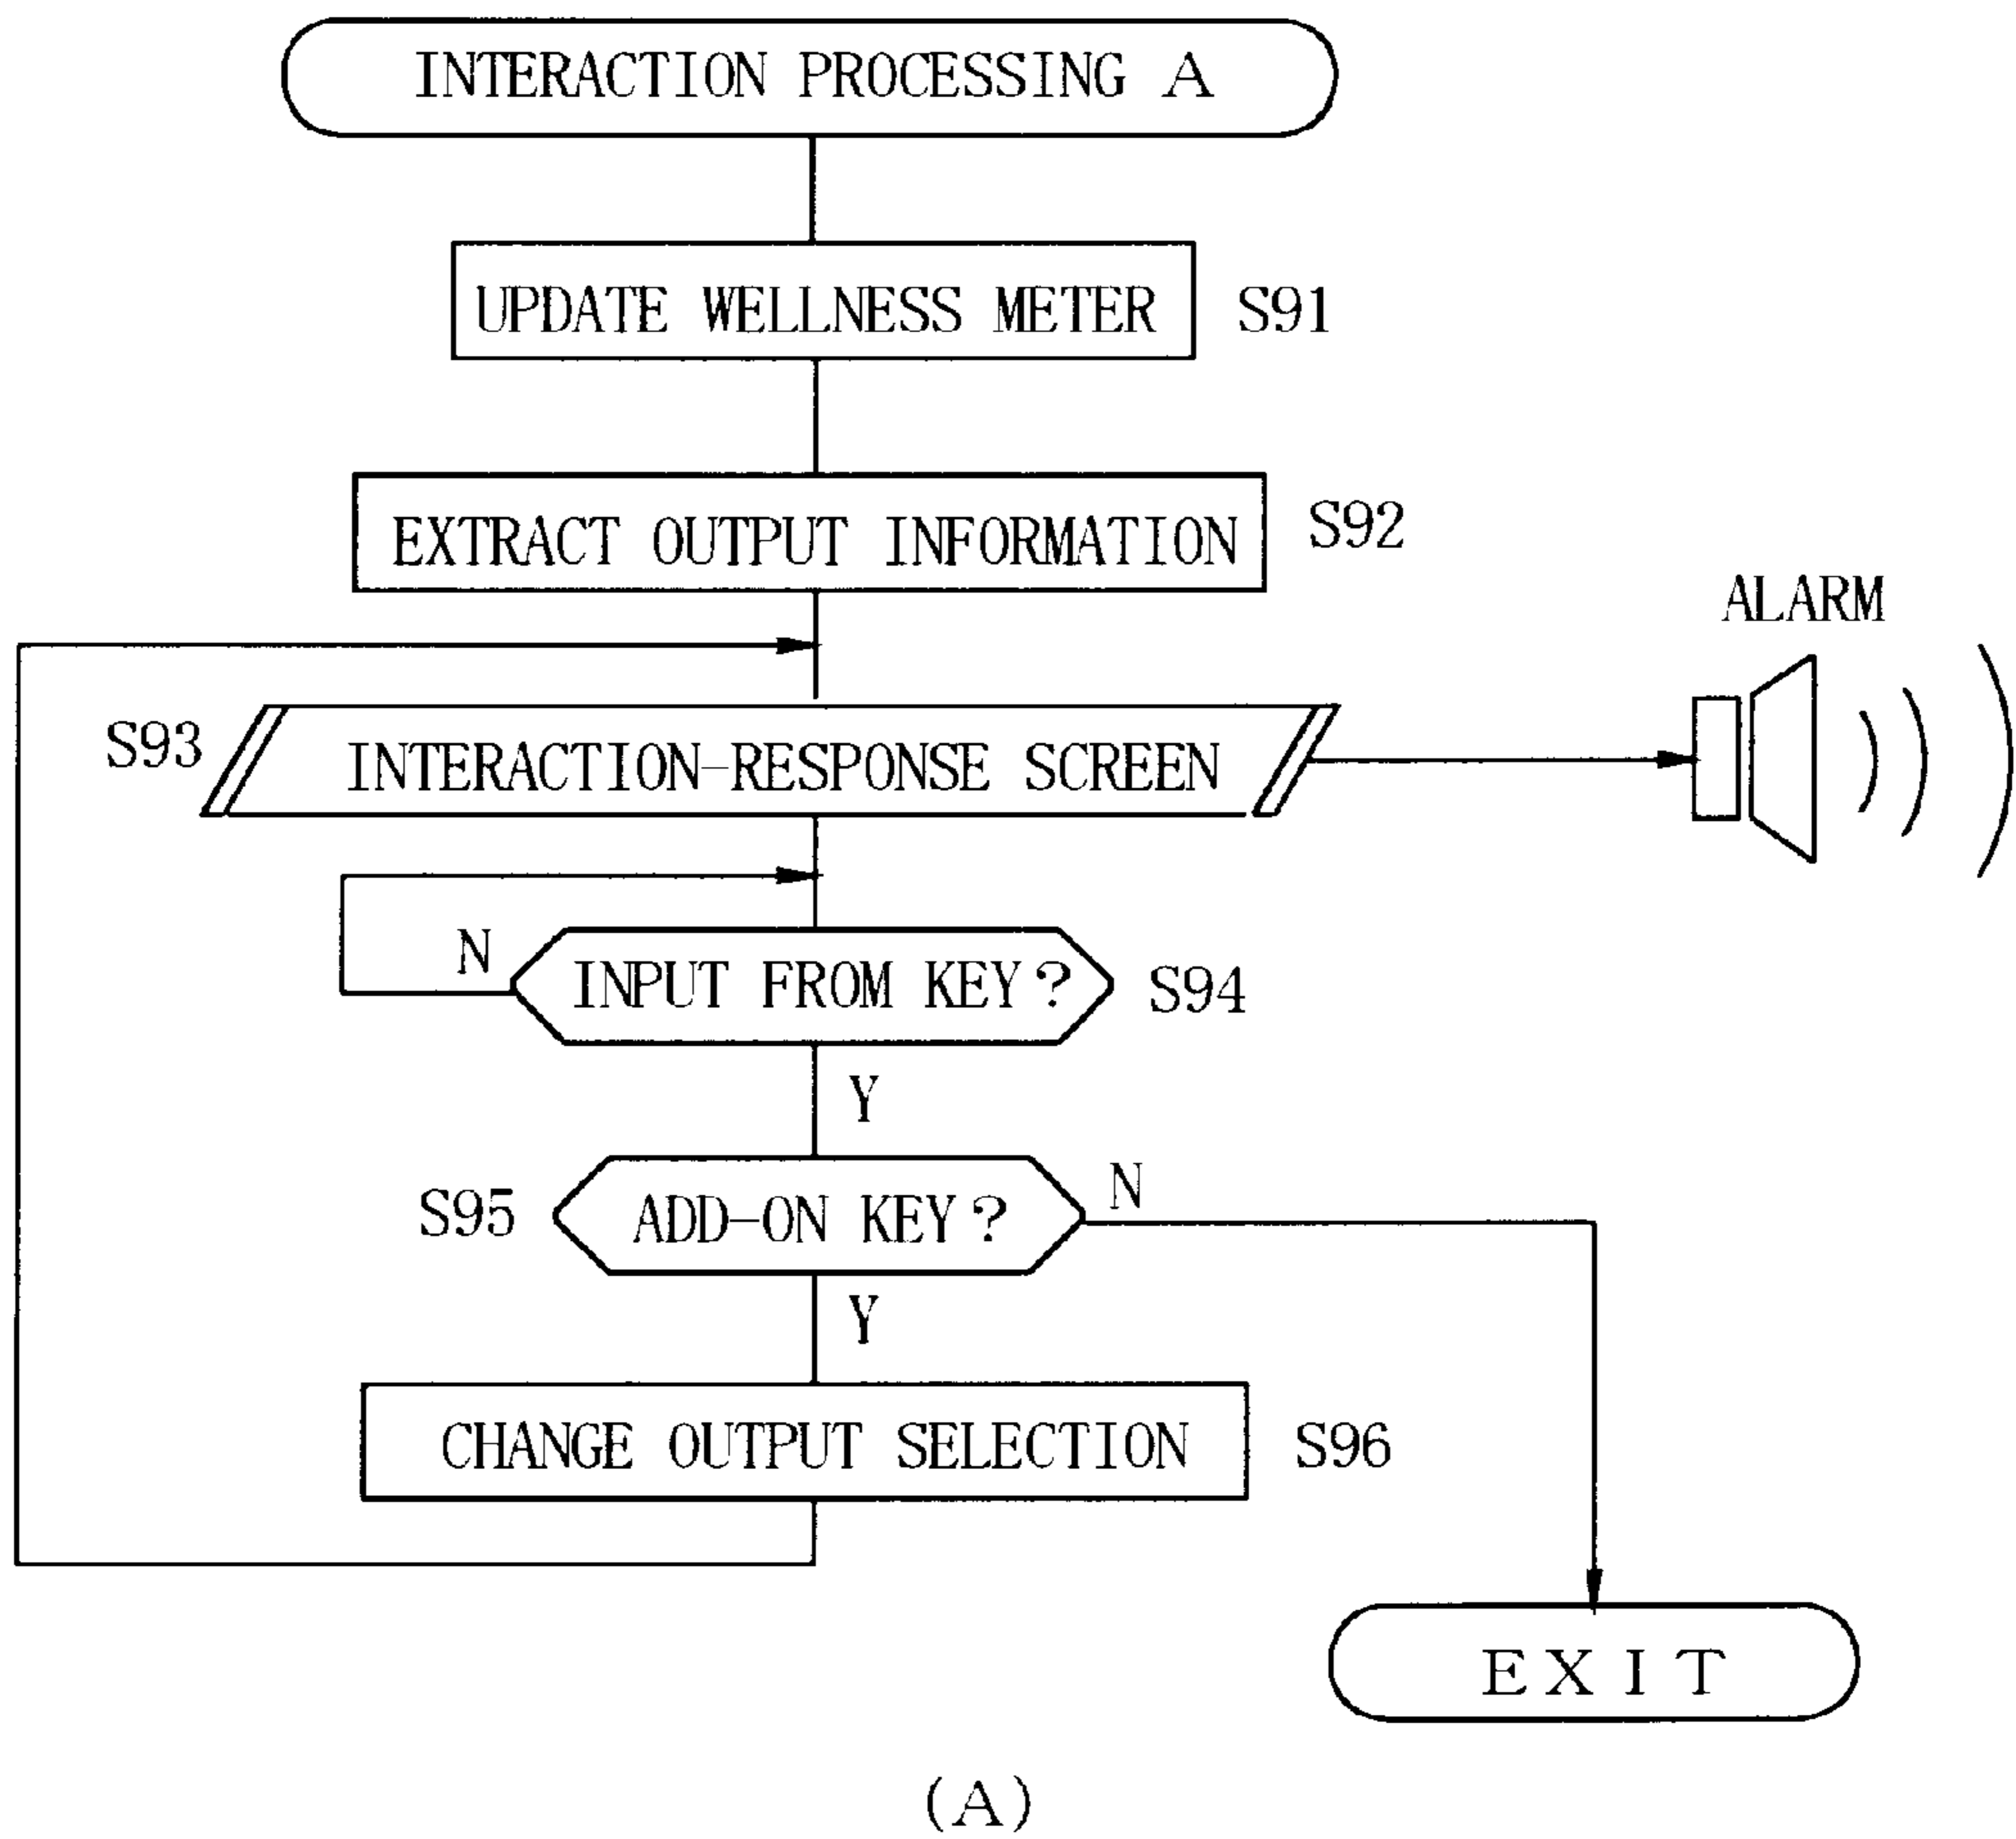 INTERACTION PROCESSING A
UPDATE WELLNESS METER
S91
EXTRACT OUTPUT INFORMATION
S92
ALARM
S93
INTERACTION-RESPONSE SCREEN
N
INPUT FROM KEY?
S94
Y
S95
ADD-ON KEY?
N
Y
CHANGE OUTPUT SELECTION
S96
EXIT
(A)